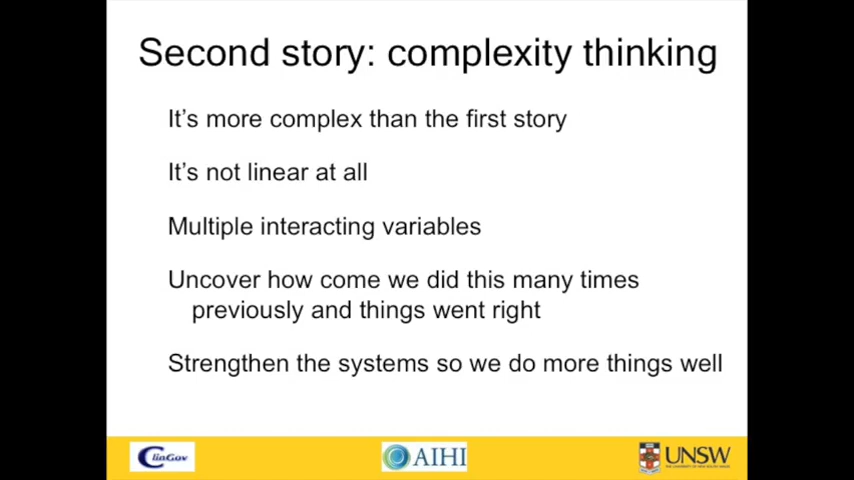 Second story: complexity thinking
It's more complex than the first story
It's not linear at all
Multiple interacting variables
Uncover how come we did this many times
previously and things went right
Strengthen the systems so we do more things well
ClinGov
AIHI
UNSW